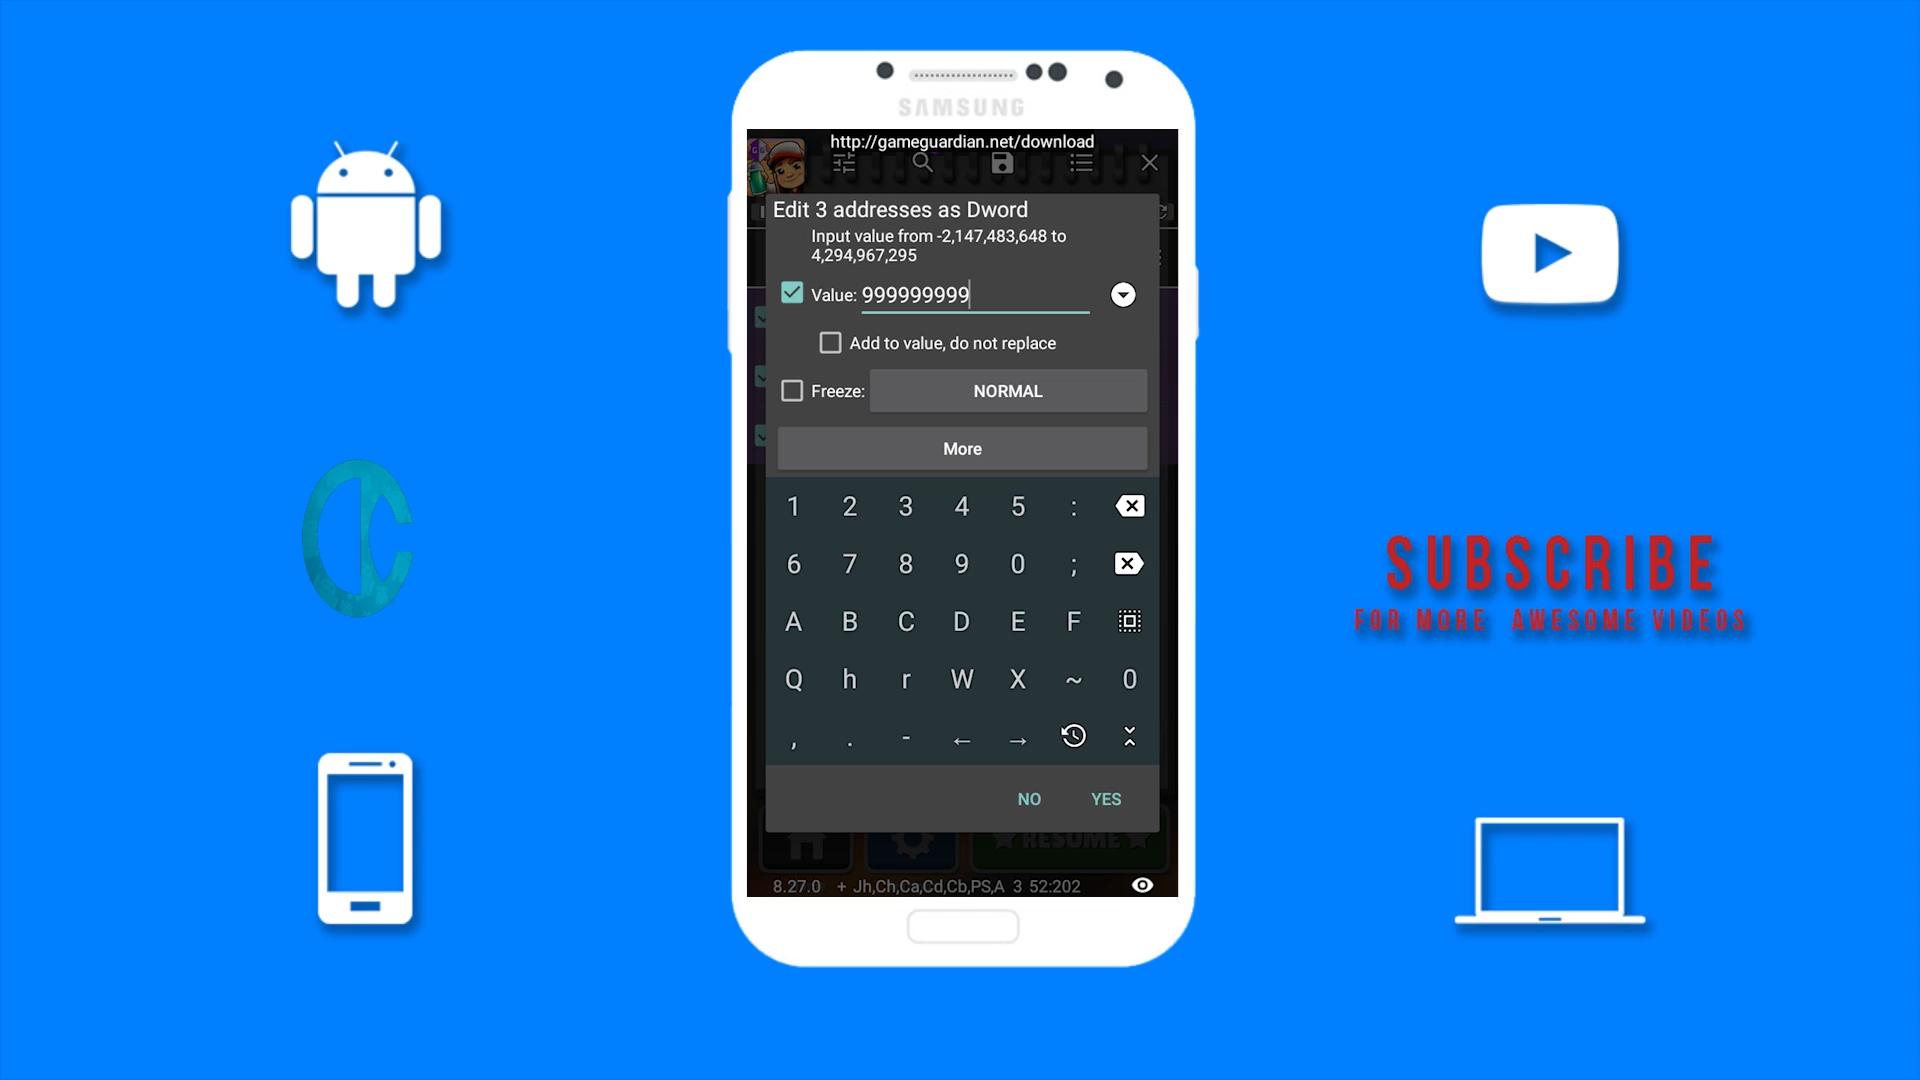 SAMSUNG
http://gameguardian.net/download
Edit 3 addresses as Dword
Input value from -2,147,483,648 to
4,294,967,295
Value: 999999999
Add to value, do not replace
Freeze: NORMAL
More
1 2 3 4 5 :
6 7 8 9 0 ;
A B C D E F
Q h r W X ~ 0
, . - ← →
NO YES
RESUME
8.27.0 + Jh,Ch,Ca,Cd,Cb,PS,A 3 52:202
SUBSCRIBE
FOR MORE AWESOME VIDEOS